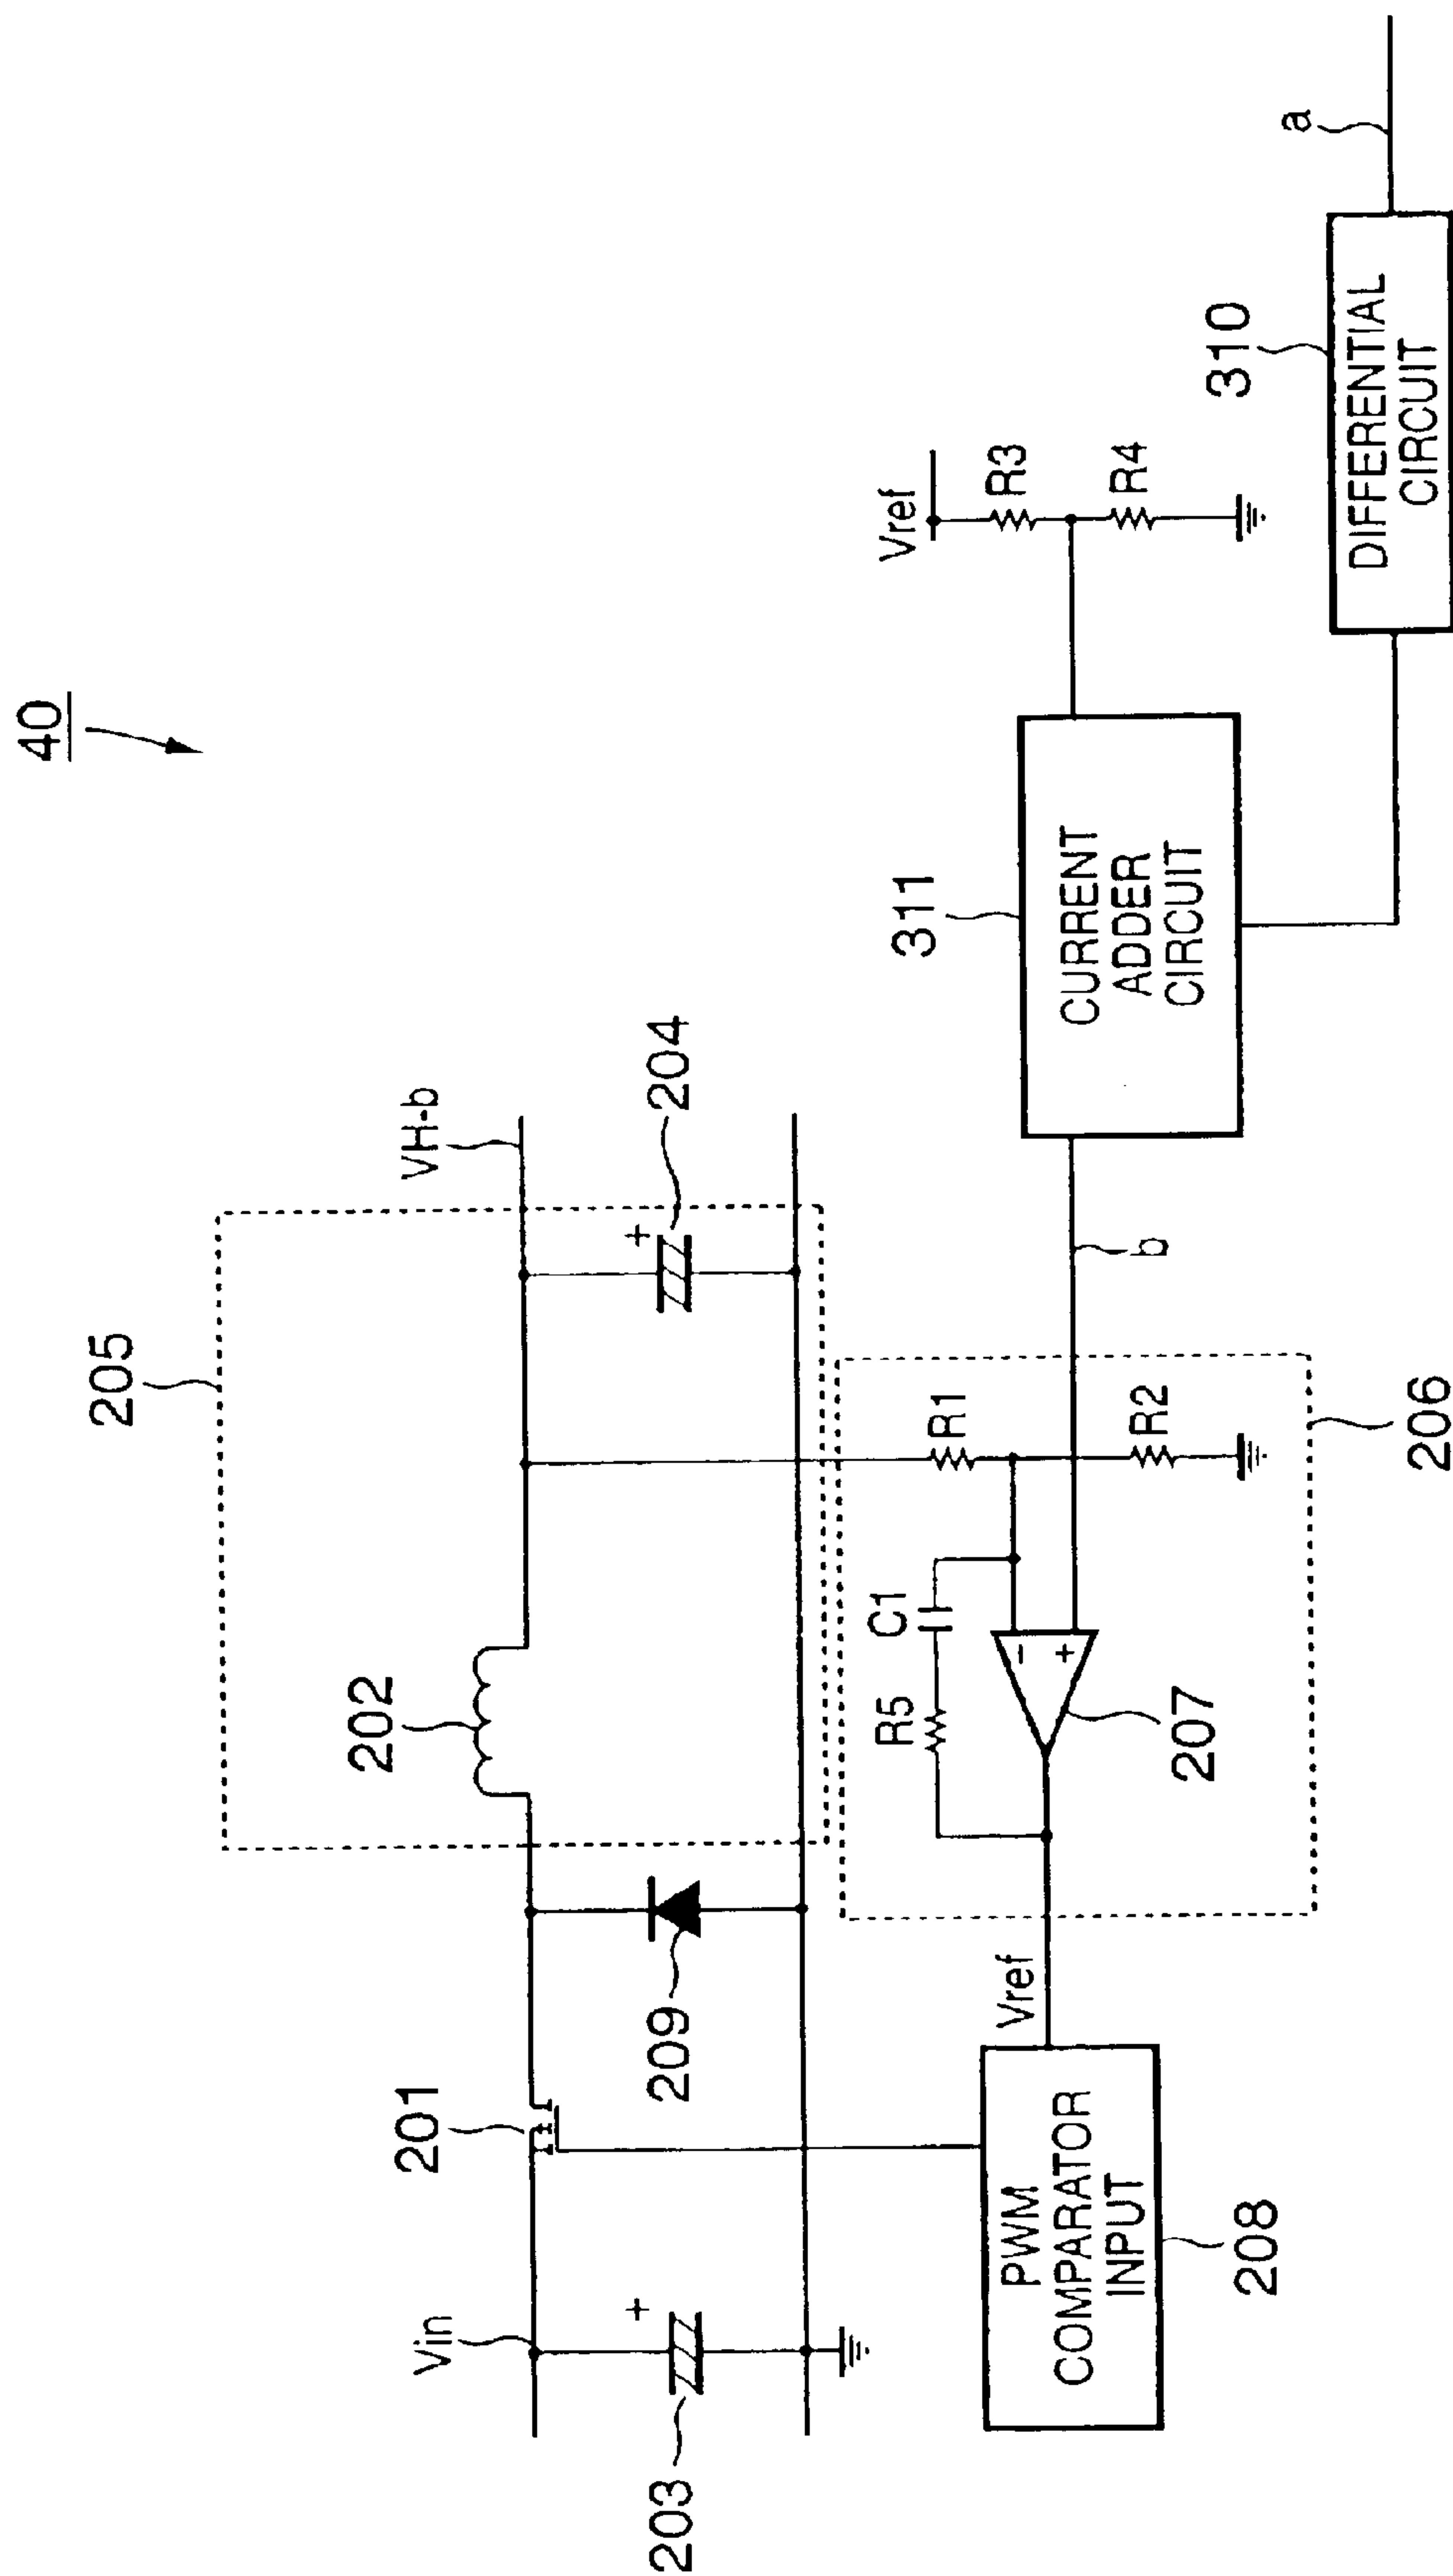 40
205
VH-b
202
204
201
209
Vin
+
+
203
206
R1
R2
C1
R5
-
+
207
b
Vref
PWM
COMPARATOR
INPUT
208
311
CURRENT
ADDER
CIRCUIT
Vref
R3
R4
310
DIFFERENTIAL
CIRCUIT
a